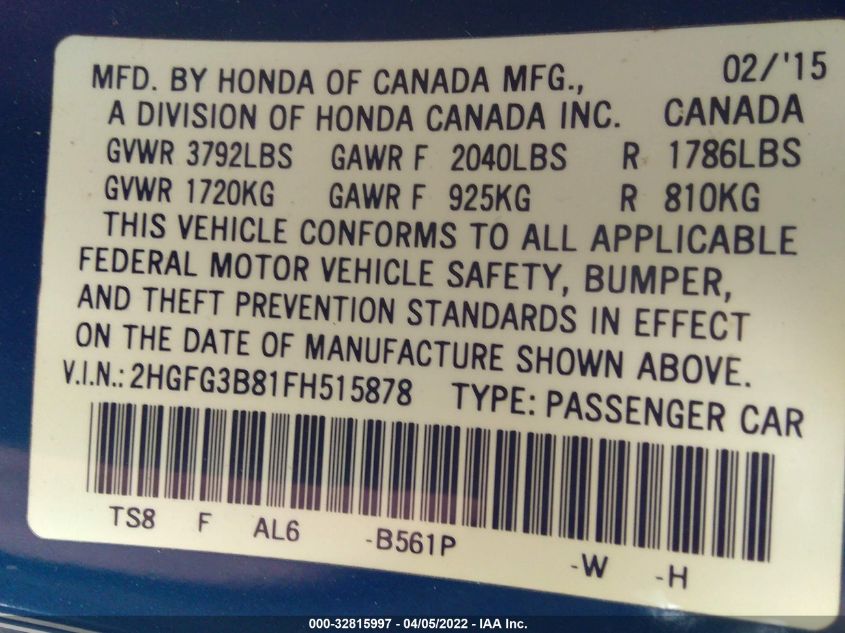 MFD. BY HONDA OF CANADA MFG., 02/'15
A DIVISION OF HONDA CANADA INC. CANADA
GVWR 3792LBS GAWR F 2040LBS R 1786LBS
GVWR 1720KG GAWR F 925KG R 810KG
THIS VEHICLE CONFORMS TO ALL APPLICABLE
FEDERAL MOTOR VEHICLE SAFETY, BUMPER,
AND THEFT PREVENTION STANDARDS IN EFFECT
ON THE DATE OF MANUFACTURE SHOWN ABOVE.
V.I.N.: 2HGFG3B81FH515878 TYPE: PASSENGER CAR
TS8 F AL6 -B561P -W -H
000-32815997 - 04/05/2022 - IAA Inc.